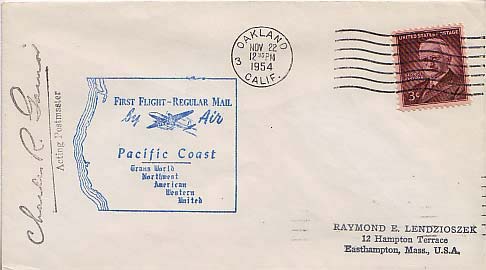 Acting Postmaster
OAKLAND
3
NOV 22
12 PM
1954
CALIF.
UNITED STATES POSTAGE
3¢
FIRST FLIGHT-REGULAR MAIL
by Air
Pacific Coast
Trans World
Northwest
American
Western
United
RAYMOND E. LENDZIOSZEK
12 Hampton Terrace
Easthampton, Mass., U.S.A.